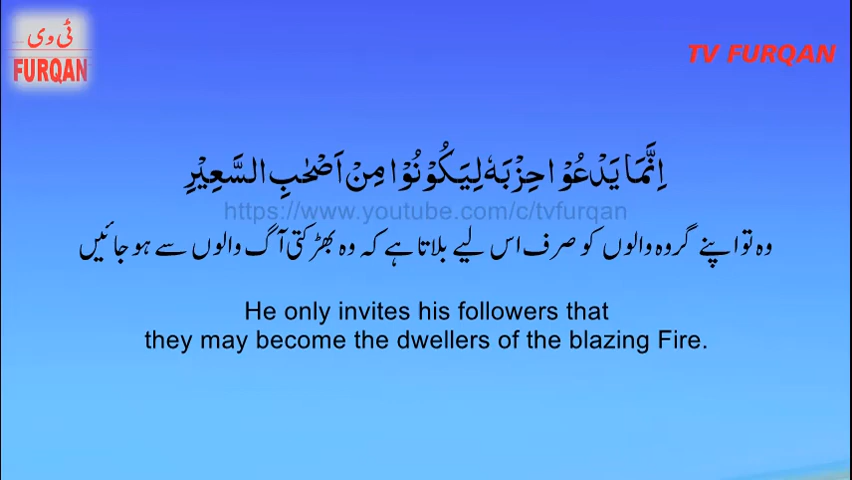 ٹی وی
FURQAN
TV FURQAN
اِنَّمَا یَدْعُوْا حِزْبَهٗ لِیَكُوْنُوْا مِنْ اَصْحٰبِ السَّعِیْرِ
https://www.youtube.com/c/tvfurqan
وہ تو اپنے گروہ والوں کو صرف اس لیے بلاتا ہے کہ وہ بھڑکتی آگ والوں سے ہو جائیں
He only invites his followers that
they may become the dwellers of the blazing Fire.